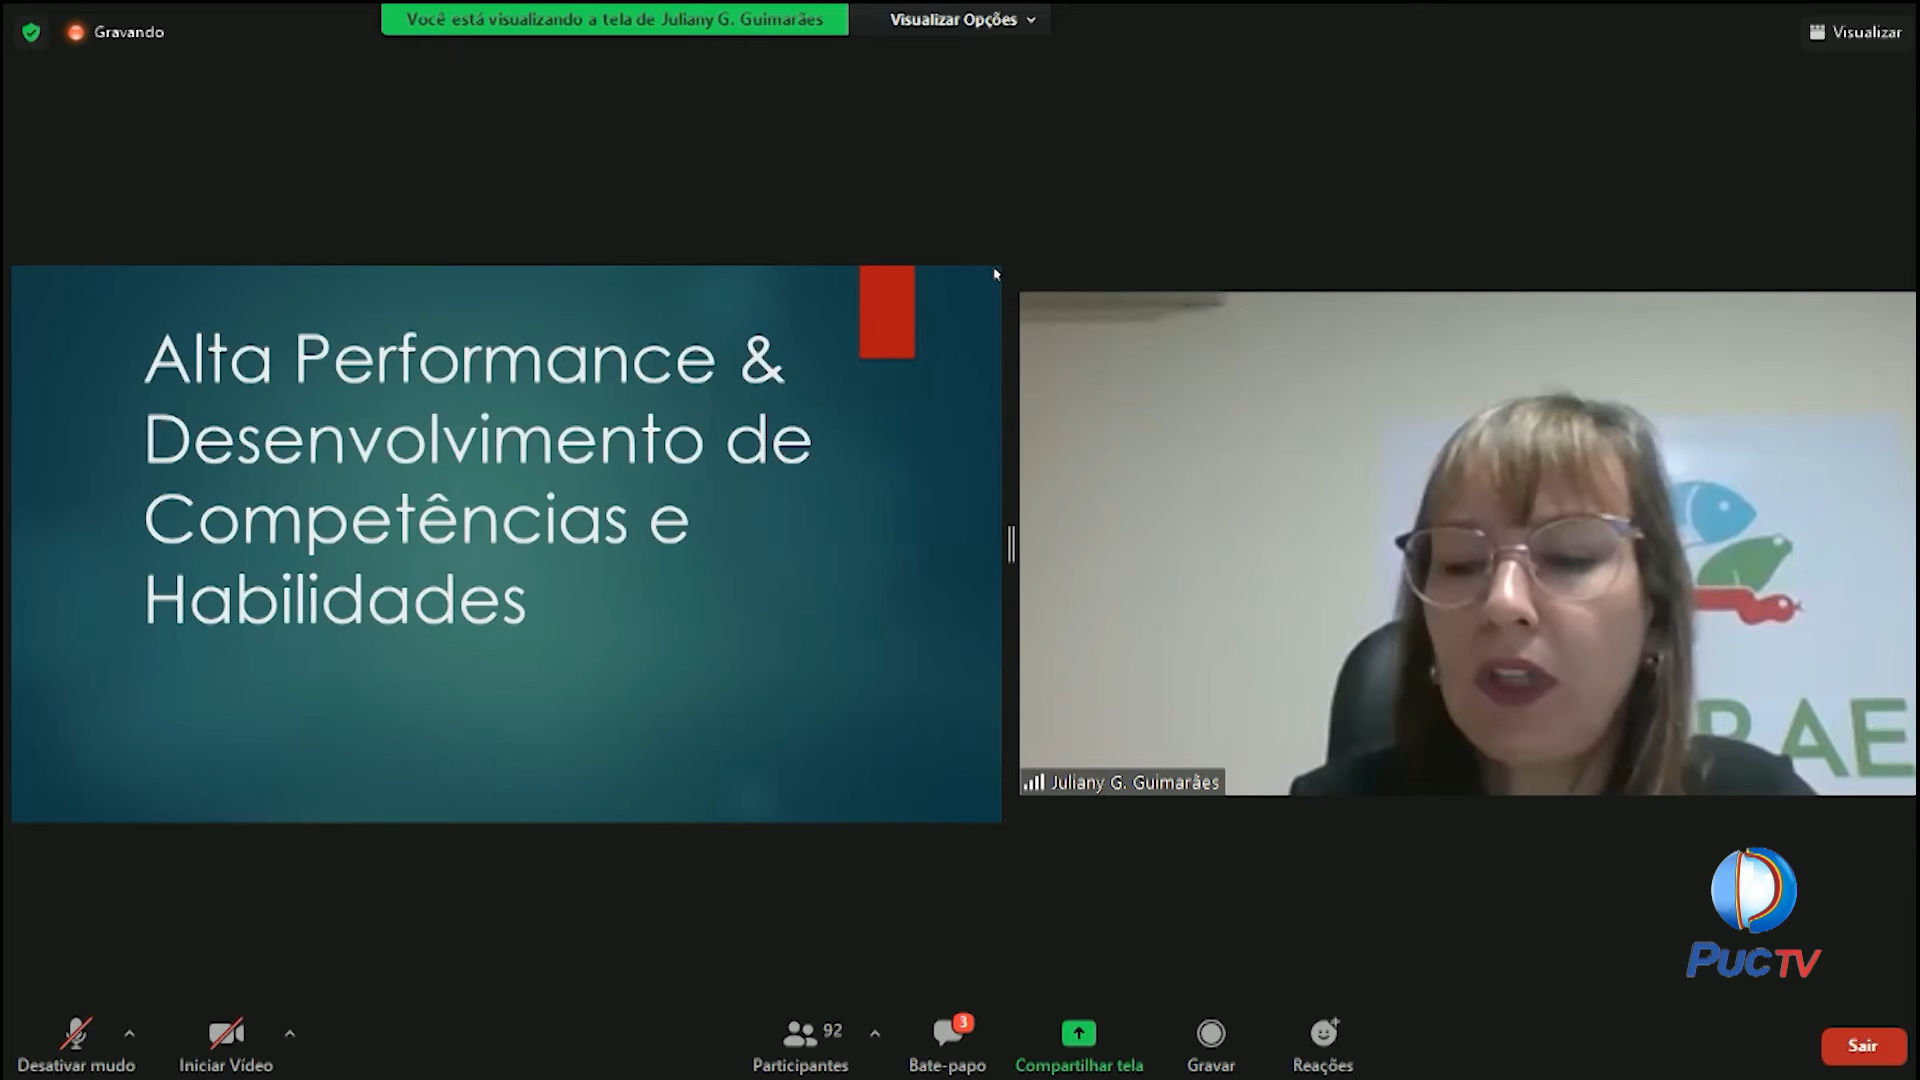 Gravando
Você está visualizando a tela de Juliany G. Guimarães
Visualizar Opções
Visualizar
Alta Performance &
Desenvolvimento de
Competências e
Habilidades
RAE
Juliany G. Guimarães
PUCTV
Desativar mudo
Iniciar Vídeo
92
Participantes
3
Bate-papo
Compartilhar tela
Gravar
Reações
Sair